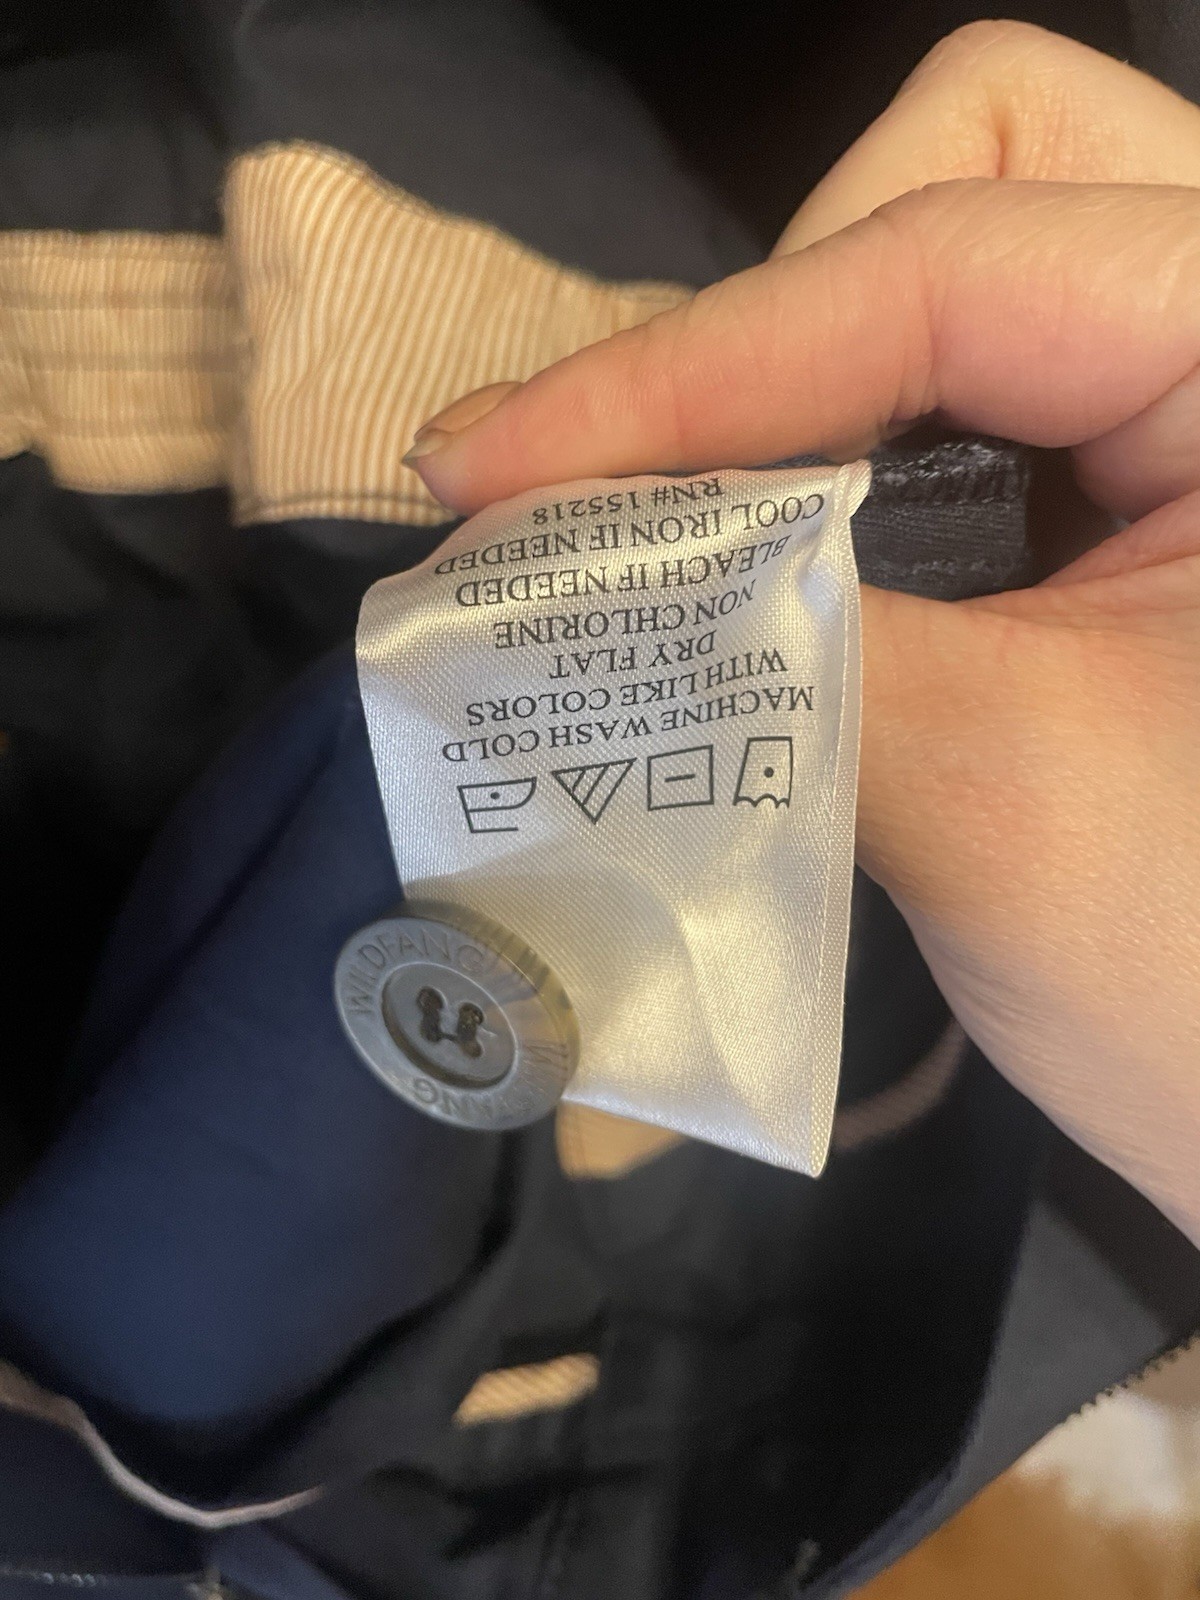 MACHINE WASH COLD
WITH LIKE COLORS
DRY FLAT
NON CHLORINE
BLEACH IF NEEDED
COOL IRON IF NEEDED
RN# 155218
WILDFANG